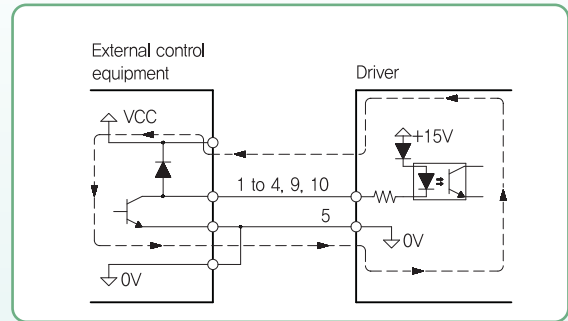 External control
equipment
Driver
VCC
+15V
1 to 4, 9, 10
5
0V
0V